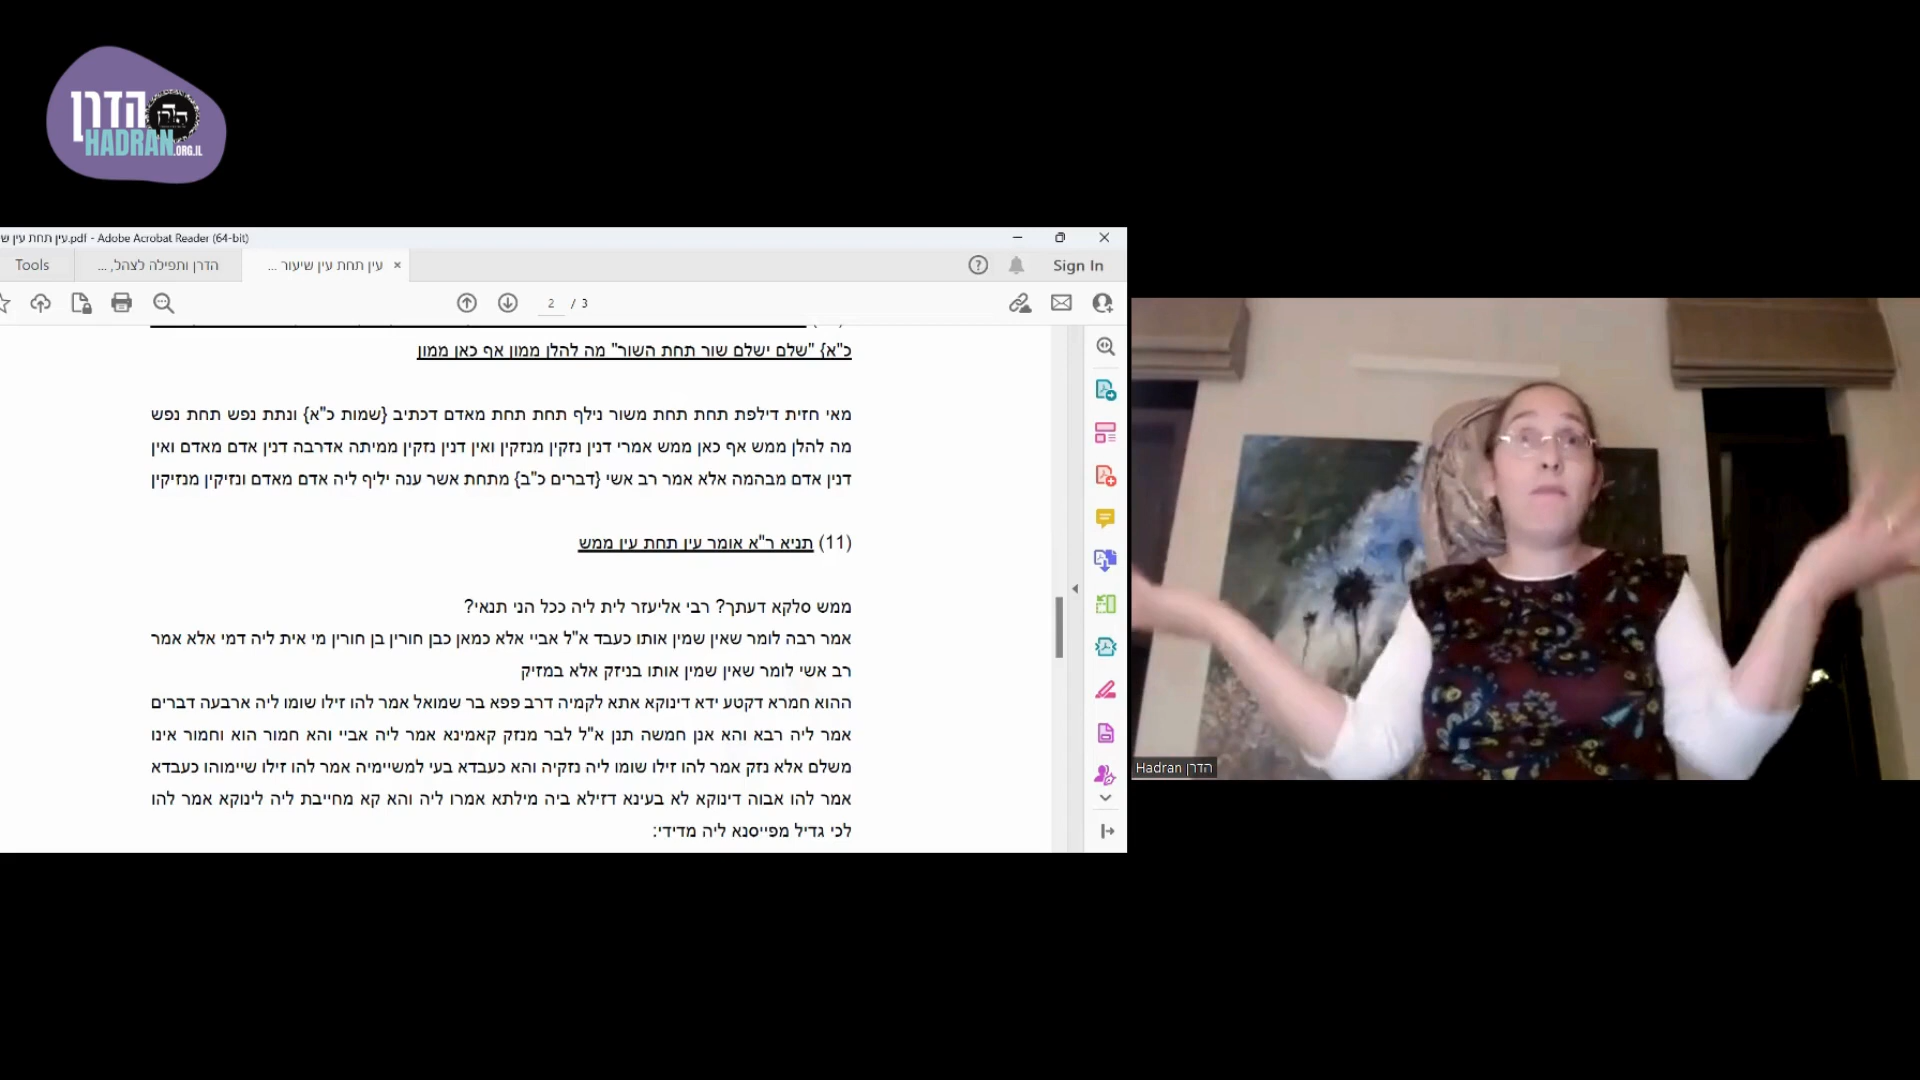 הדרן
הדרן
HADRAN.ORG.IL
עין תחת עין ש.pdf - Adobe Acrobat Reader (64-bit)
Tools
הדרן ותפילה לצהל, ...
עין תחת עין שיעור ...
Sign In
2 / 3
כ"א} "שלם ישלם שור תחת השור" מה להלן ממון אף כאן ממון
מאי חזית דילפת תחת תחת משור נילף תחת תחת מאדם דכתיב {שמות כ"א} ונתת נפש תחת נפש
מה להלן ממש אף כאן ממש אמרי דנין נזקין מנזקין ואין דנין נזקין ממיתה אדרבה דנין אדם מאדם ואין
דנין אדם מבהמה אלא אמר רב אשי {דברים כ"ב} מתחת אשר ענה יליף ליה אדם מאדם ונזיקין מנזיקין
(11) תניא ר"א אומר עין תחת עין ממש
ממש סלקא דעתך? רבי אליעזר לית ליה ככל הני תנאי?
אמר רבה לומר שאין שמין אותו כעבד א"ל אביי אלא כמאן כבן חורין בן חורין מי אית ליה דמי אלא אמר
רב אשי לומר שאין שמין אותו בניזק אלא במזיק
ההוא חמרא דקטע ידא דינוקא אתא לקמיה דרב פפא בר שמואל אמר להו זילו שומו ליה ארבעה דברים
אמר ליה רבא והא אנן חמשה תנן א"ל לבר מנזק קאמינא אמר ליה אביי והא חמור הוא וחמור אינו
משלם אלא נזק אמר להו זילו שומו ליה נזקיה והא כעבדא בעי למשיימיה אמר להו זילו שיימוהו כעבדא
אמר להו אבוה דינוקא לא בעינא דזילא ביה מילתא אמרו ליה והא קא מחייבת ליה לינוקא אמר להו
לכי גדיל מפייסנא ליה מדידי:
Hadran הדרן